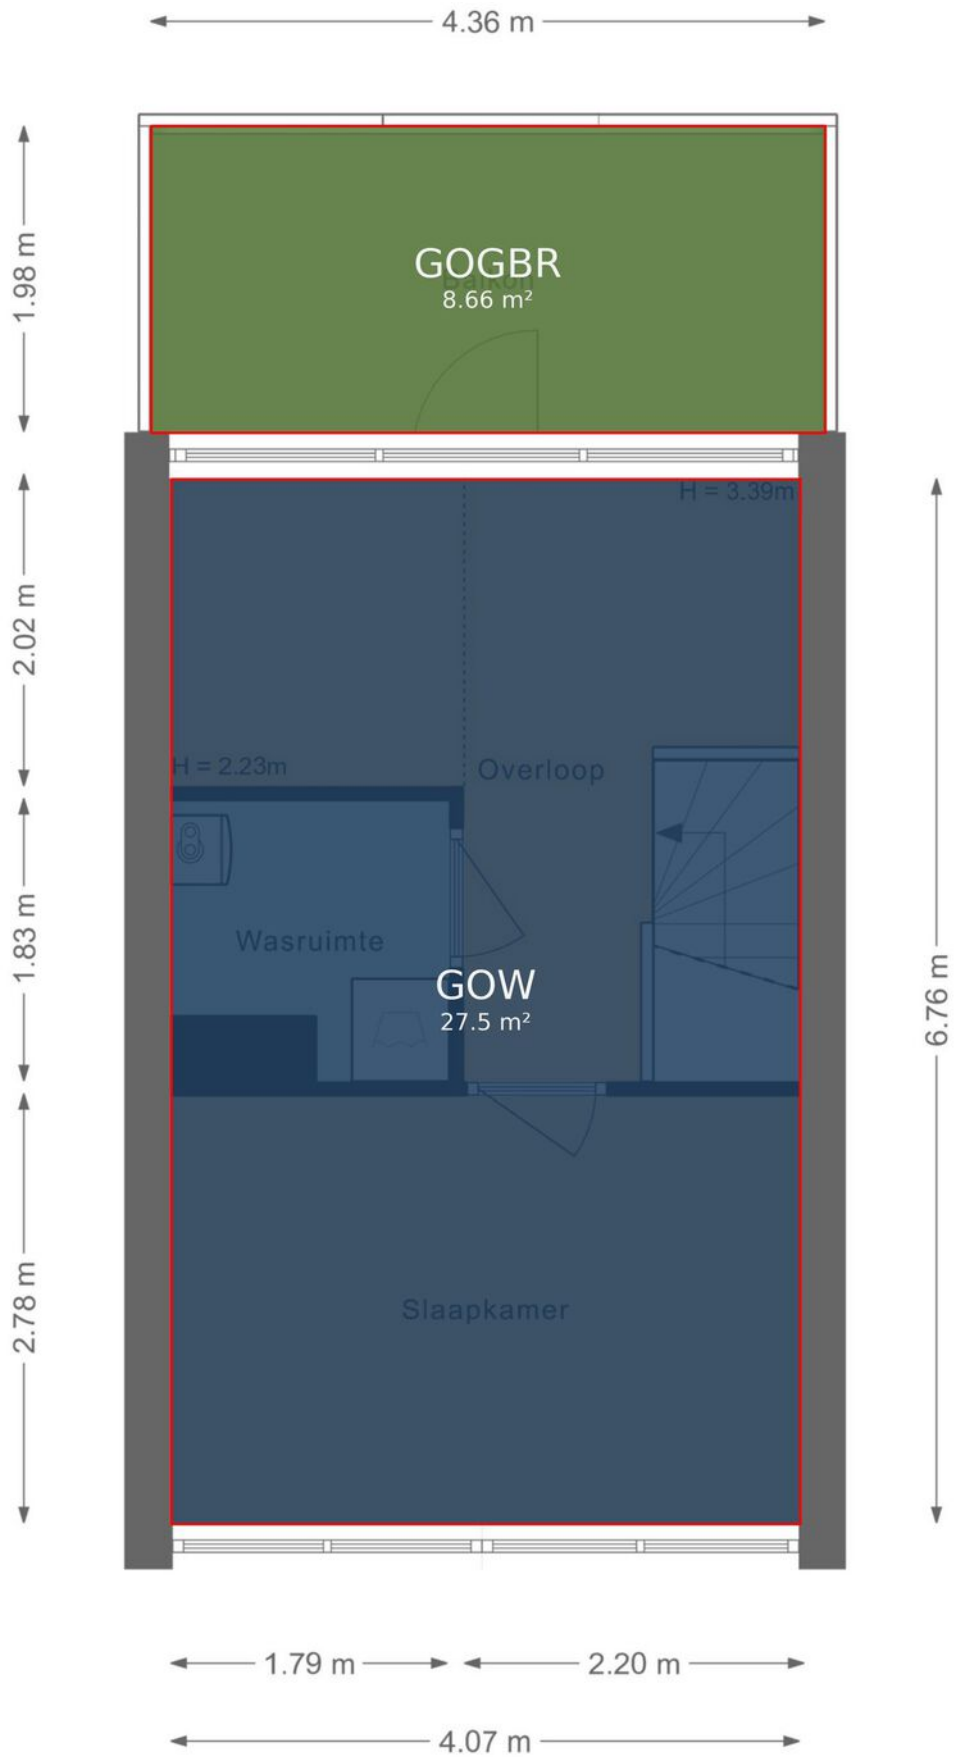 4.36 m
GOGBR
Balkon
8.66 m²
1.98 m
H = 3.39m
2.02 m
H = 2.23m
Overloop
1.83 m
Wasruimte
GOW
27.5 m²
6.76 m
2.78 m
Slaapkamer
1.79 m
2.20 m
4.07 m